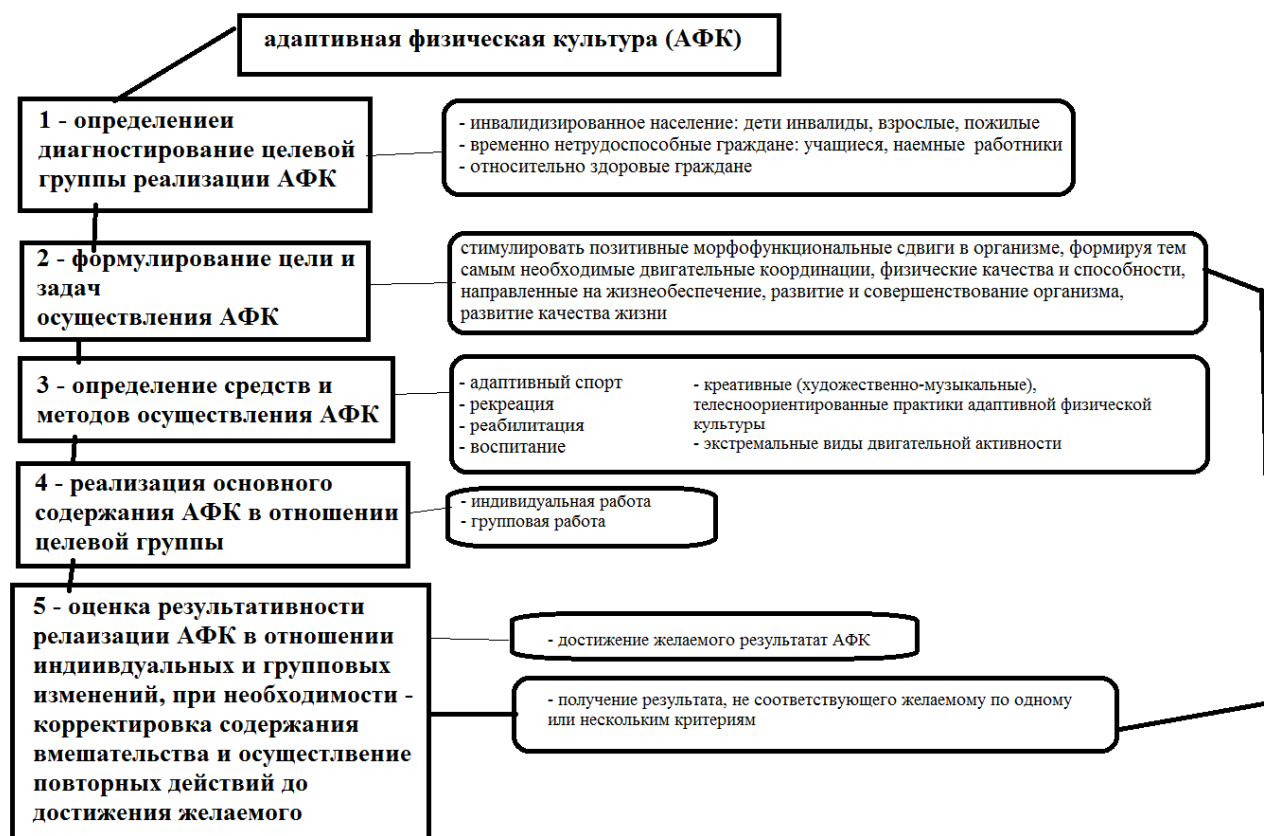 адаптивная физическая культура (АФК)
1 - определениеи
диагностирование целевой
группы реализации АФК
- инвалидизированное население: дети инвалиды, взрослые, пожилые
- временно нетрудоспособные граждане: учащиеся, наемные работники
- относительно здоровые граждане
2 - формулирование цели и
задач
осуществления АФК
стимулировать позитивные морфофункциональные сдвиги в организме, формируя тем
самым необходимые двигательные координации, физические качества и способности,
направленные на жизнеобеспечение, развитие и совершенствование организма,
развитие качества жизни
3 - определение средств и
методов осуществления АФК
- адаптивный спорт
- рекреация
- реабилитация
- воспитание
- креативные (художественно-музыкальные),
телесноориентированные практики адаптивной физической
культуры
- экстремальные виды двигательной активности
4 - реализация основного
содержания АФК в отношении
целевой группы
- индивидуальная работа
- групповая работа
5 - оценка результативности
релаизации АФК в отношении
индиивдуальных и групповых
изменений, при необходимости -
корректировка содержания
вмешательства и осущестлвение
повторных действий до
достижения желаемого
- достижение желаемого результатат АФК
- получение результата, не соответствующего желаемому по одному
или нескольким критериям